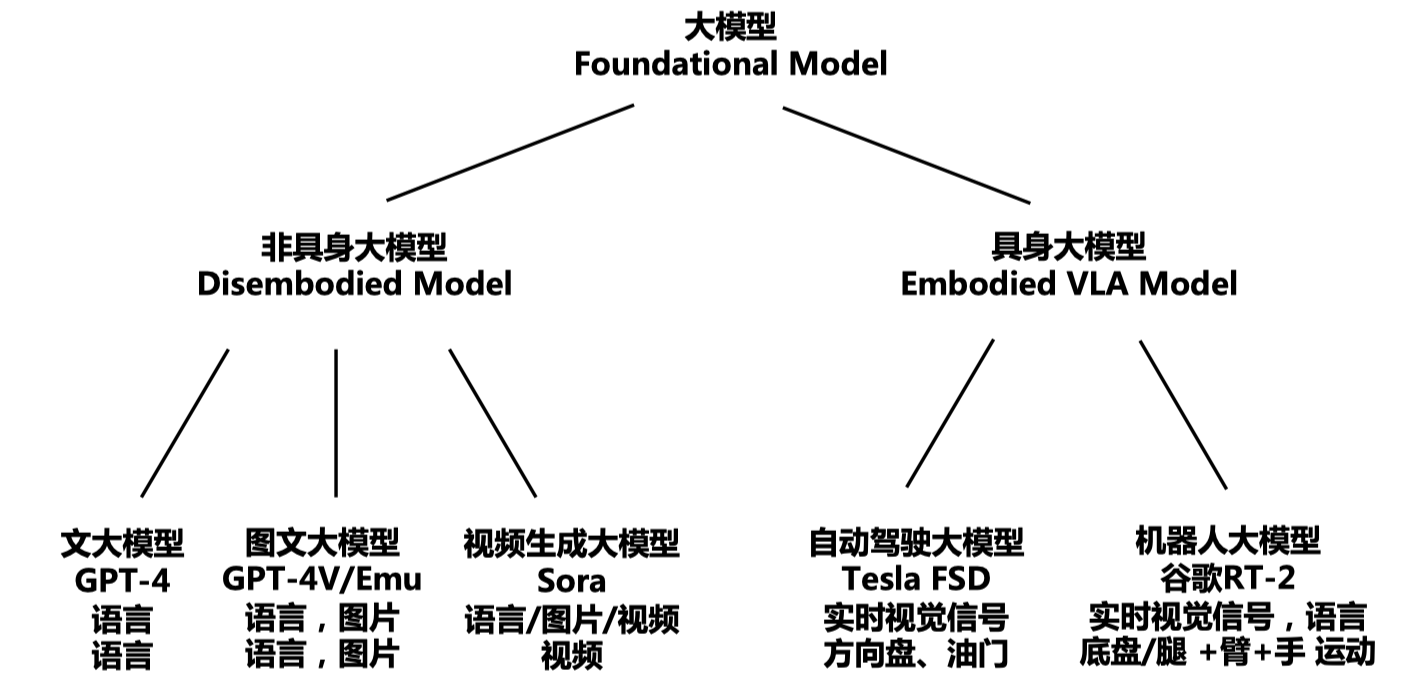 大模型
Foundational Model
非具身大模型
Disembodied Model
具身大模型
Embodied VLA Model
文大模型
GPT-4
语言
语言
图文大模型
GPT-4V/Emu
语言，图片
语言，图片
视频生成大模型
Sora
语言/图片/视频
视频
自动驾驶大模型
Tesla FSD
实时视觉信号
方向盘、油门
机器人大模型
谷歌RT-2
实时视觉信号，语言
底盘/腿 +臂+手 运动